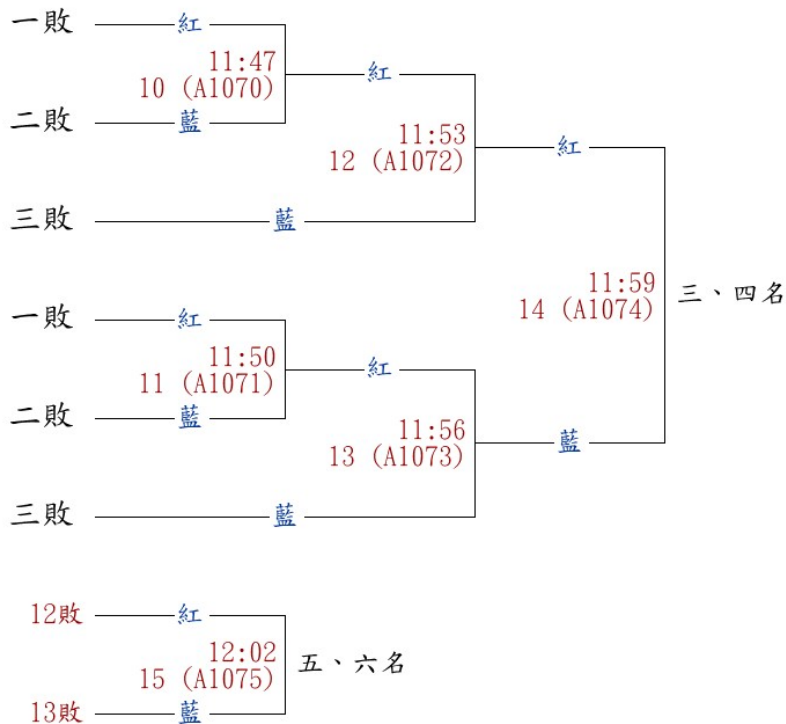 一敗 紅
11:47
10 (A1070) 紅
二敗 藍
11:53
12 (A1072) 紅
三敗 藍
11:59
14 (A1074) 三、四名
一敗 紅
11:50
11 (A1071) 紅
二敗 藍
11:56
13 (A1073) 藍
三敗 藍
12敗 紅
12:02
15 (A1075) 五、六名
13敗 藍